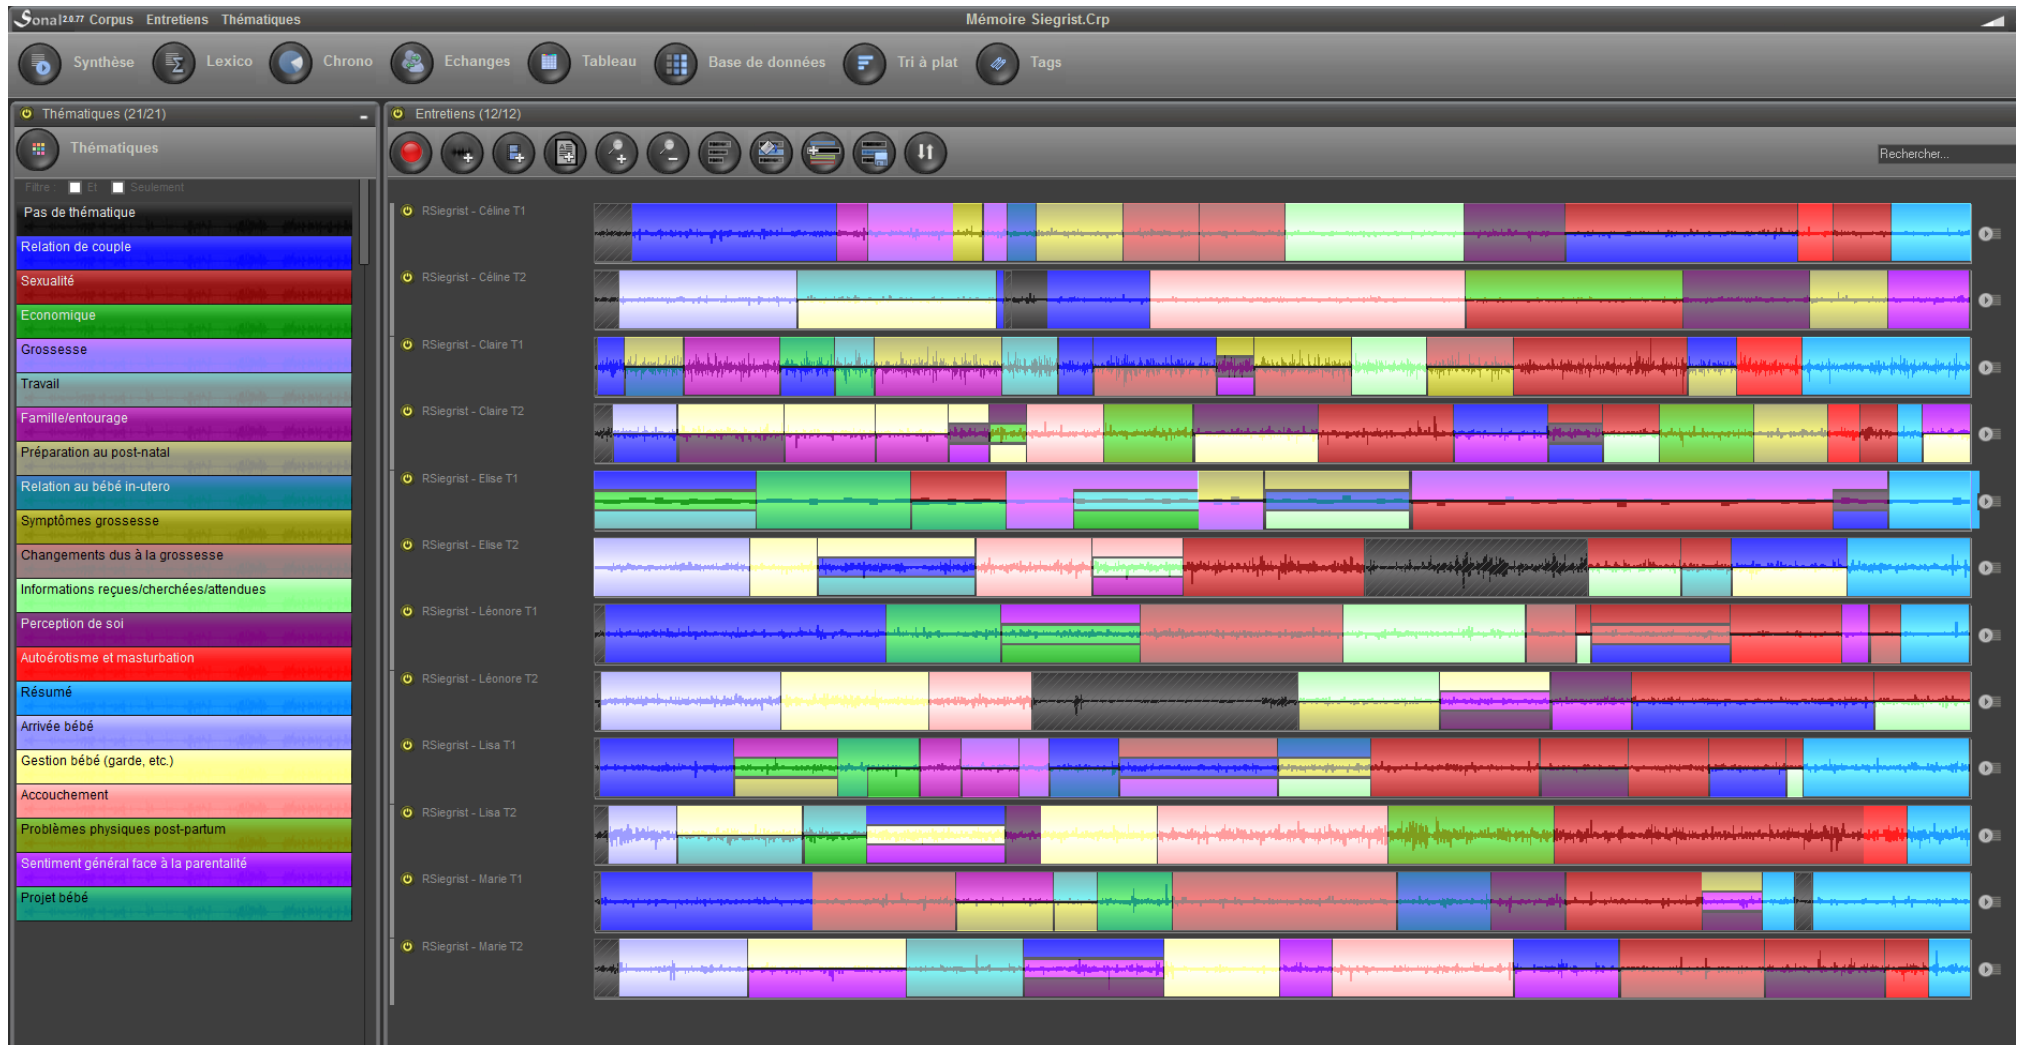 Sonal 2.0.77 Corpus Entretiens Thématiques
Mémoire Siegrist.Crp
Synthèse Lexico Chrono Echanges Tableau Base de données Tri à plat Tags
Thématiques (21/21)
Thématiques
Filtre : Et Seulement
Pas de thématique
Relation de couple
Sexualité
Economique
Grossesse
Travail
Famille/entourage
Préparation au post-natal
Relation au bébé in-utero
Symptômes grossesse
Changements dus à la grossesse
Informations reçues/cherchées/attendues
Perception de soi
Autoérotisme et masturbation
Résumé
Arrivée bébé
Gestion bébé (garde, etc.)
Accouchement
Problèmes physiques post-partum
Sentiment général face à la parentalité
Projet bébé
Entretiens (12/12)
Rechercher...
RSiegrist - Céline T1
RSiegrist - Céline T2
RSiegrist - Claire T1
RSiegrist - Claire T2
RSiegrist - Elise T1
RSiegrist - Elise T2
RSiegrist - Léonore T1
RSiegrist - Léonore T2
RSiegrist - Lisa T1
RSiegrist - Lisa T2
RSiegrist - Marie T1
RSiegrist - Marie T2